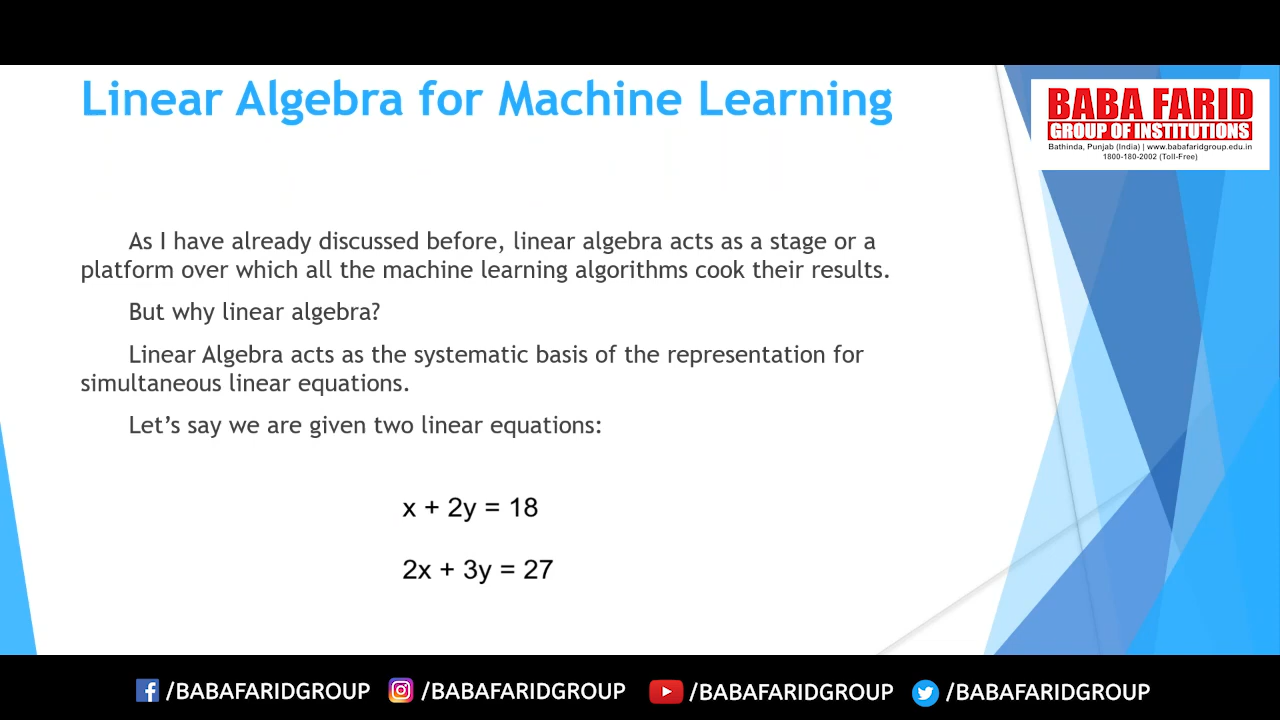 Linear Algebra for Machine Learning
BABA FARID
GROUP OF INSTITUTIONS
Bathinda, Punjab (India) | www.babafaridgroup.edu.in
1800-180-2002 (Toll-Free)
As I have already discussed before, linear algebra acts as a stage or a
platform over which all the machine learning algorithms cook their results.
But why linear algebra?
Linear Algebra acts as the systematic basis of the representation for
simultaneous linear equations.
Let’s say we are given two linear equations:
x + 2y = 18
2x + 3y = 27
/BABAFARIDGROUP /BABAFARIDGROUP /BABAFARIDGROUP /BABAFARIDGROUP